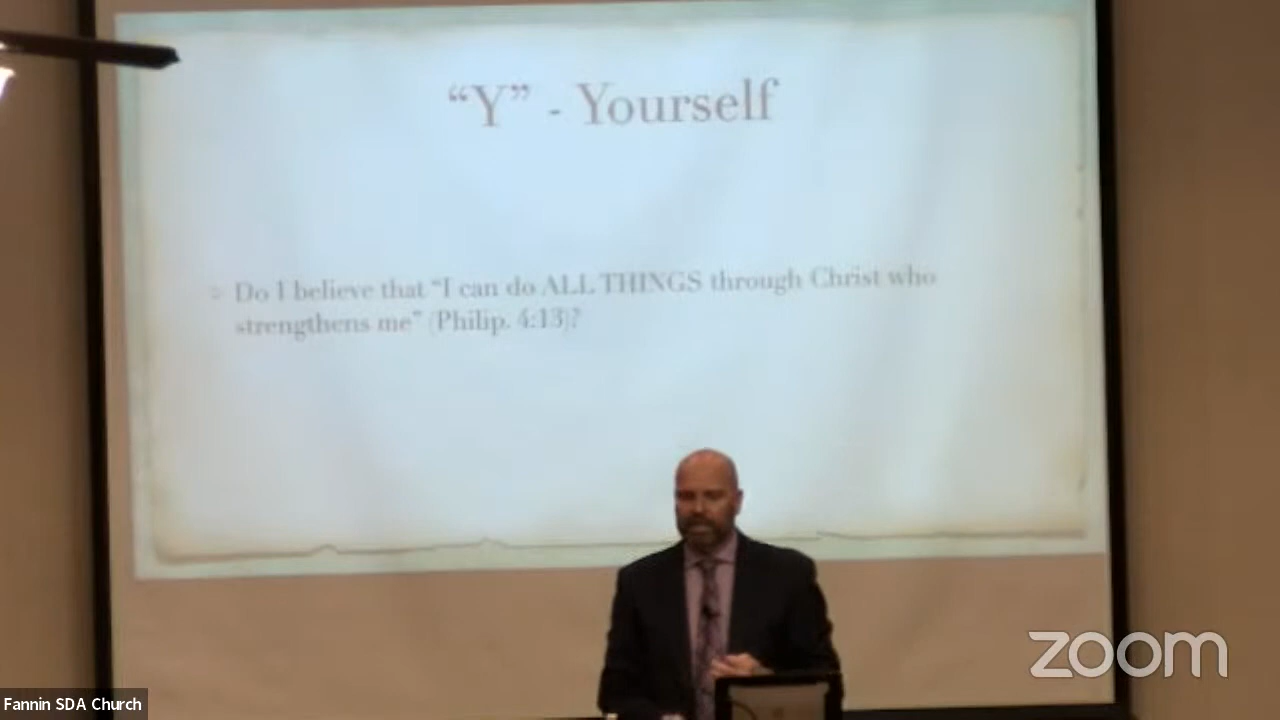 “Y” - Yourself
Do I believe that “I can do ALL THINGS through Christ who
strengthens me” (Philip. 4:13)?
zoom
Fannin SDA Church